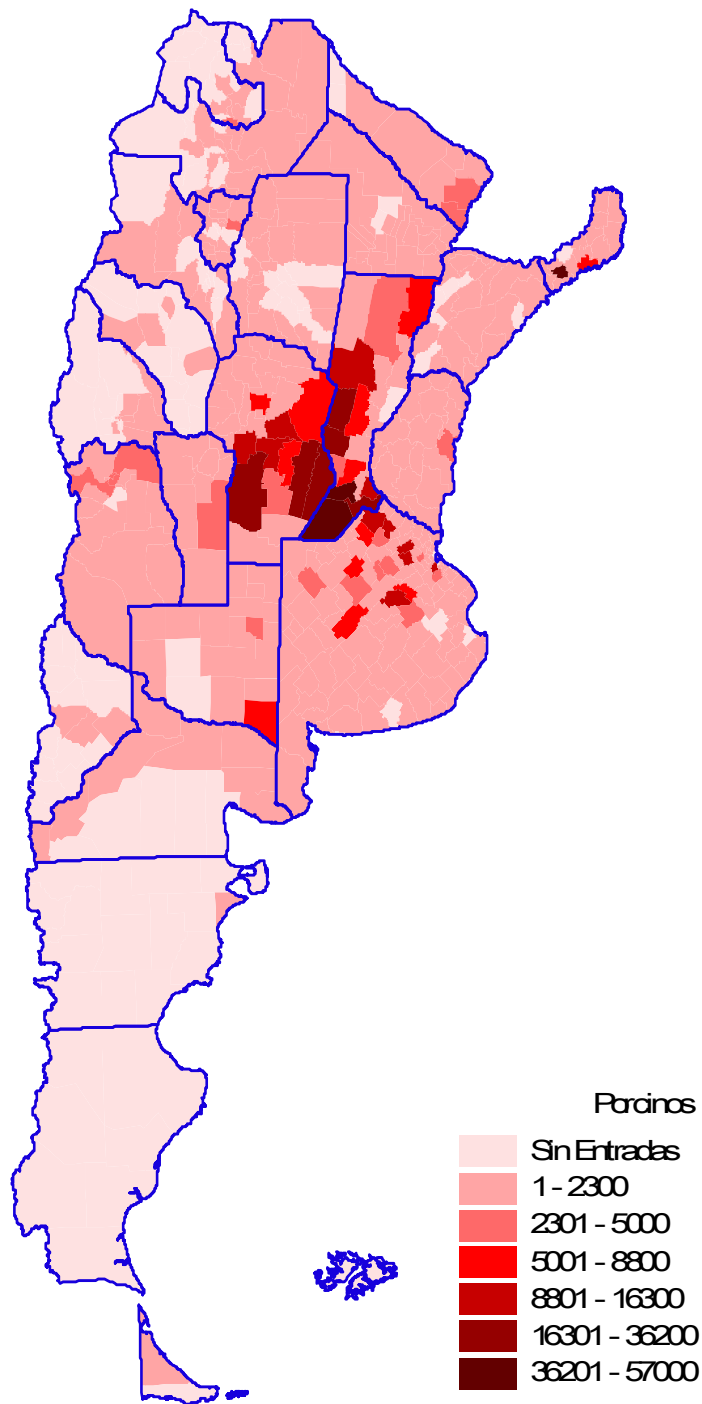 Porcinos
Sin Entradas
1 - 2300
2301 - 5000
5001 - 8800
8801 - 16300
16301 - 36200
36201 - 57000